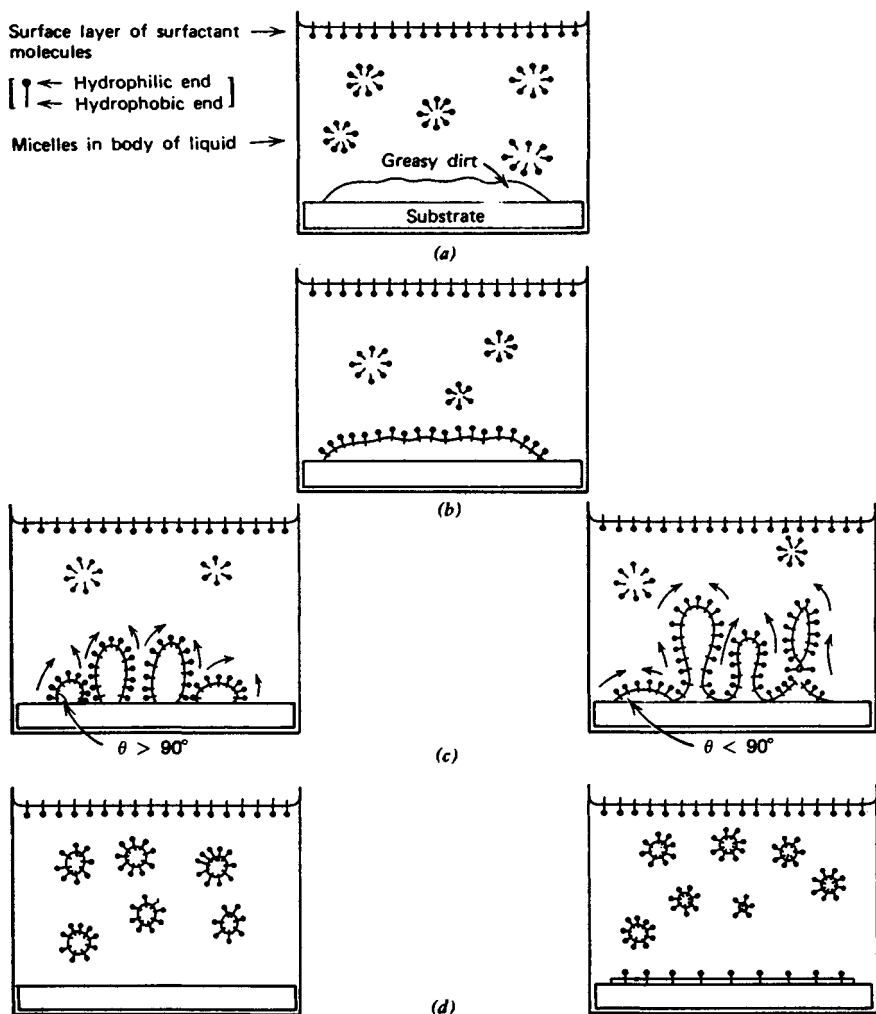 Surface layer of surfactant
molecules
Hydrophilic end
Hydrophobic end
Micelles in body of liquid
Greasy dirt
Substrate
(a)
(b)
θ > 90°
(c)
θ < 90°
(d)